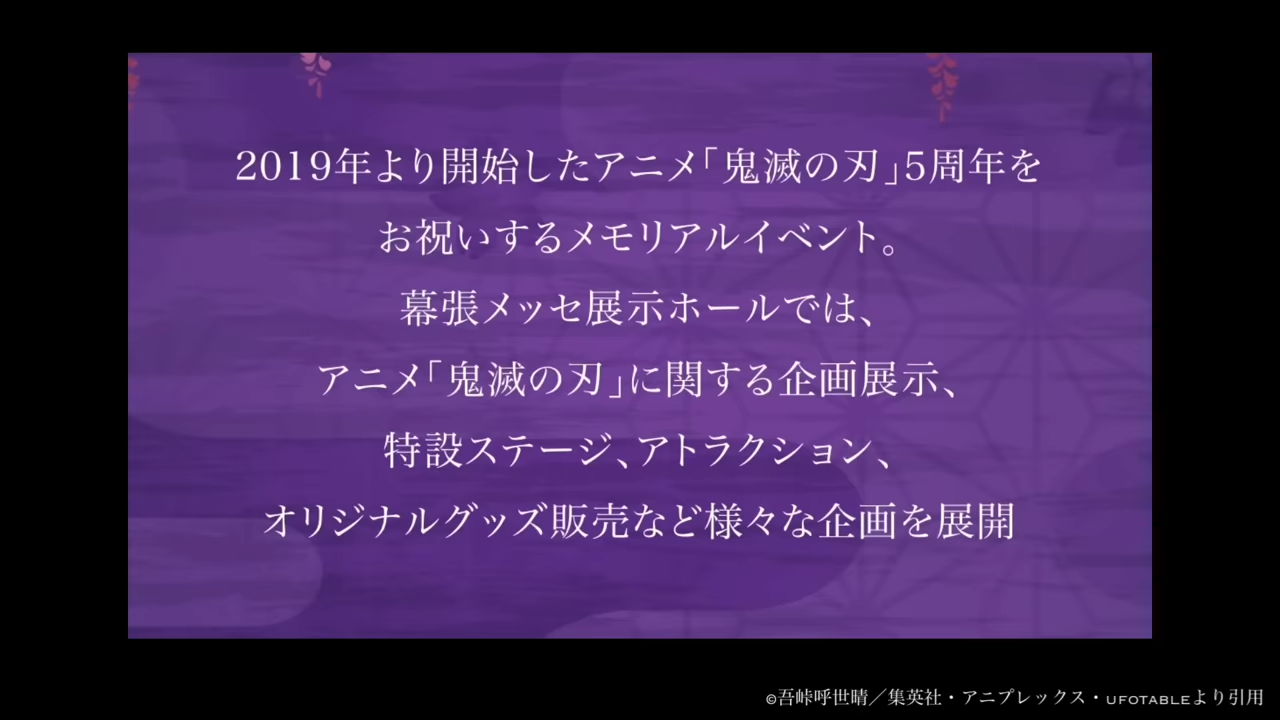 2019年より開始したアニメ「鬼滅の刃」5周年を
お祝いするメモリアルイベント。
幕張メッセ展示ホールでは、
アニメ「鬼滅の刃」に関する企画展示、
特設ステージ、アトラクション、
オリジナルグッズ販売など様々な企画を展開
©吾峠呼世晴／集英社・アニプレックス・UFOTABLEより引用